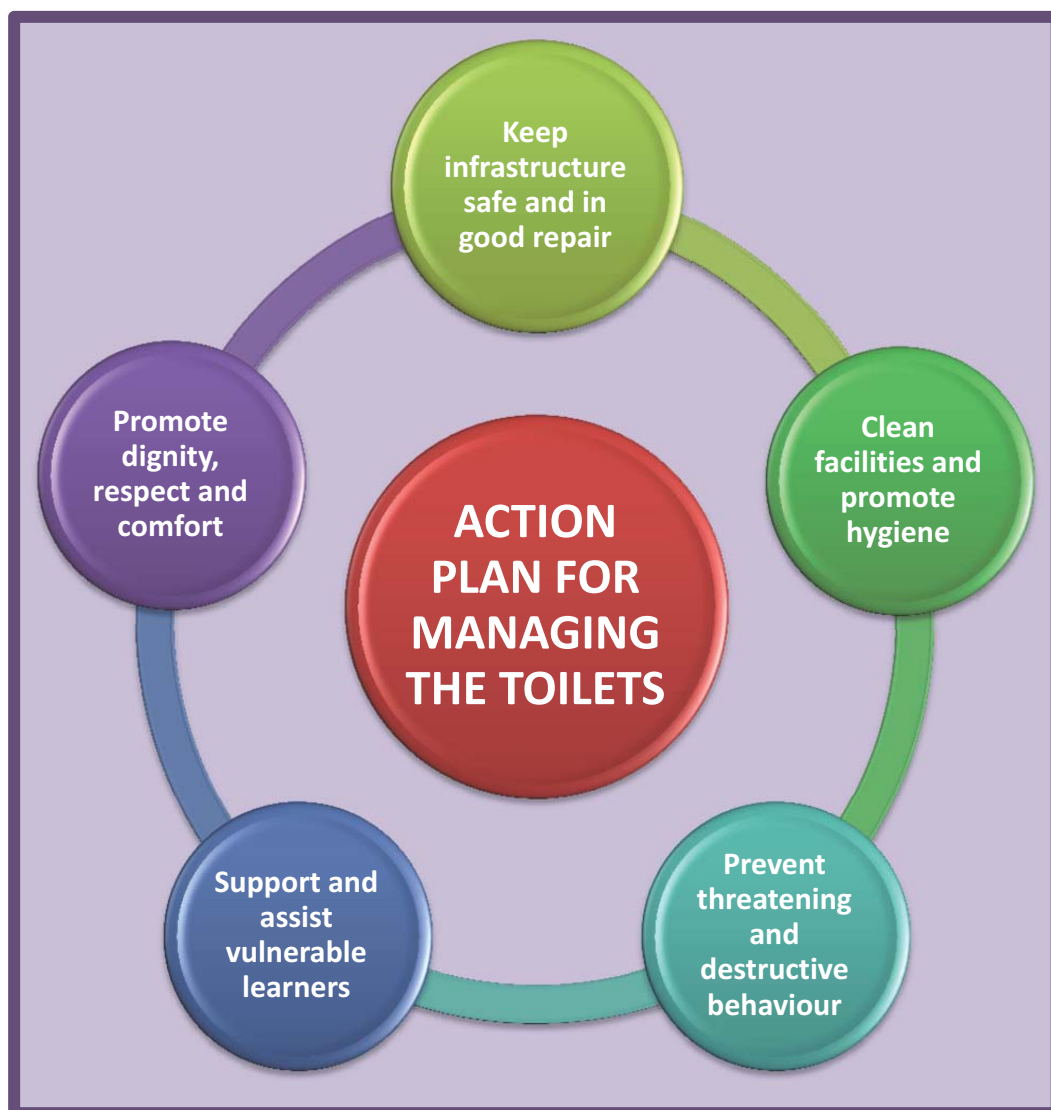 Keep
infrastructure
safe and in
good repair
Clean
facilities and
promote
hygiene
Prevent
threatening
and
destructive
behaviour
Support and
assist
vulnerable
learners
Promote
dignity,
respect and
comfort
ACTION
PLAN FOR
MANAGING
THE TOILETS